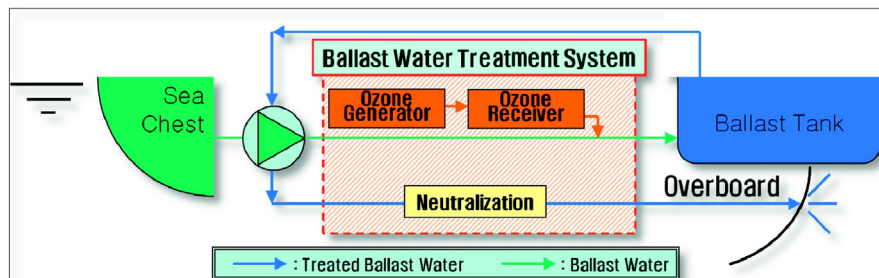 Ballast Water Treatment System
Sea
Chest
Ozone
Generator
Ozone
Receiver
Ballast Tank
Neutralization
Overboard
: Treated Ballast Water
: Ballast Water